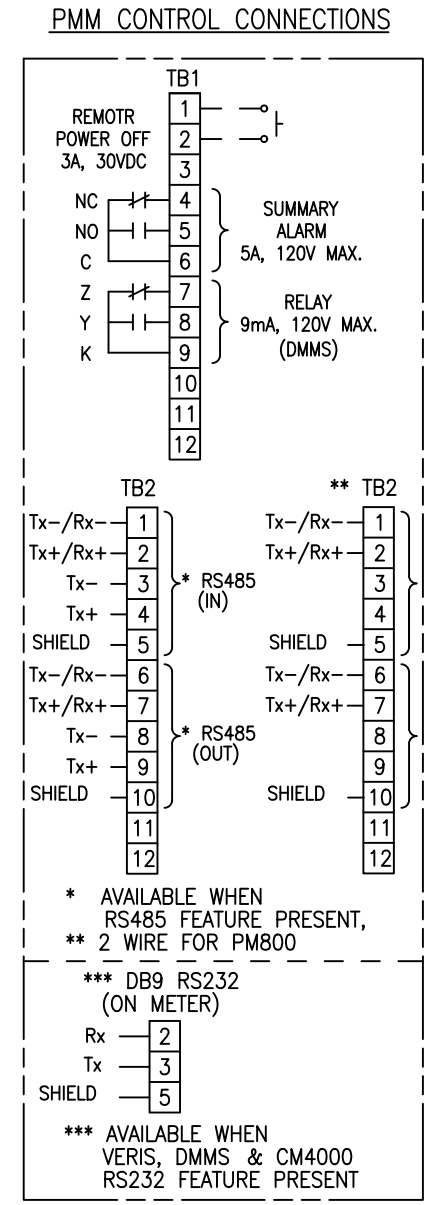 PMM CONTROL CONNECTIONS
TB1
REMOTR
POWER OFF
3A, 30VDC
1
2
3
NC 4
NO 5
C 6
SUMMARY
ALARM
5A, 120V MAX.
Z 7
Y 8
K 9
RELAY
9mA, 120V MAX.
(DMMS)
10
11
12
TB2
Tx-/Rx- 1
Tx+/Rx+ 2
Tx- 3
Tx+ 4
SHIELD 5
* RS485
(IN)
Tx-/Rx- 6
Tx+/Rx+ 7
Tx- 8
Tx+ 9
SHIELD 10
* RS485
(OUT)
11
12
** TB2
Tx-/Rx- 1
Tx+/Rx+ 2
3
4
SHIELD 5
Tx-/Rx- 6
Tx+/Rx+ 7
8
9
SHIELD 10
11
12
* AVAILABLE WHEN
RS485 FEATURE PRESENT,
** 2 WIRE FOR PM800
*** DB9 RS232
(ON METER)
Rx 2
Tx 3
SHIELD 5
*** AVAILABLE WHEN
VERIS, DMMS & CM4000
RS232 FEATURE PRESENT